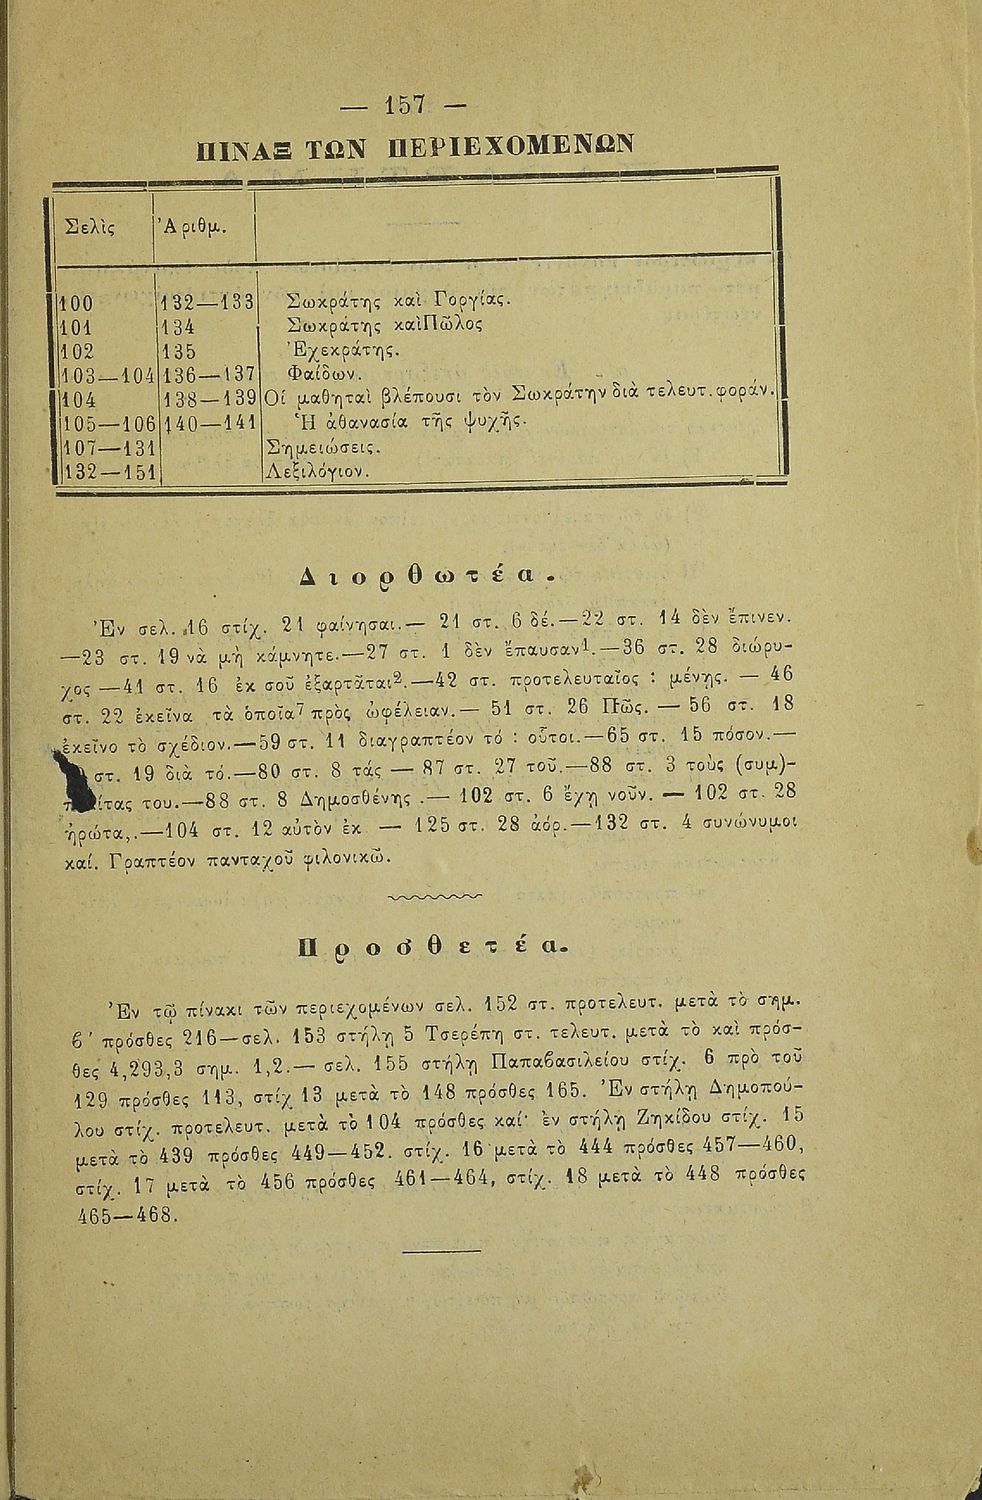 — 157 —
ΠΙΝΑΞ ΤΩΝ ΠΕΡΙΕΧΟΜΕΝΩΝ
Σελὶς Ἀριθμ.
100 132—133 Σωκράτης καὶ Γοργίας.
101 134 Σωκράτης καὶΠῶλος
102 135 Ἐχεκράτης.
103—104 136—137 Φαίδων.
104 138—139 Οἱ μαθηταὶ βλέπουσι τὸν Σωκράτην διὰ τελευτ.φοράν.
105—106 140—141 Ἡ ἀθανασία τῆς ψυχῆς.
107—131 Σημειώσεις.
132—151 Λεξιλόγιον.
Διορθωτέα.
Ἐν σελ. 16 στίχ. 21 φαίνησαι.— 21 στ. 6 δέ.—22 στ. 14 δὲν ἔπινεν.
—23 στ. 19 νὰ μὴ κάμνητε.—27 στ. 1 δὲν ἔπαυσαν¹.—36 στ. 28 διώρυ-
χος —41 στ. 16 ἐκ σοῦ ἐξαρτᾶται².—42 στ. προτελευταῖος : μένης. — 46
στ. 22 ἐκεῖνα τὰ ὁποῖα⁷ πρὸς ὠφέλειαν.— 51 στ. 26 Πῶς. — 56 στ. 18
ἐκεῖνο τὸ σχέδιον.—59 στ. 11 διαγραπτέον τό : οὗτοι.—65 στ. 15 πόσον.—
στ. 19 διὰ τό.—80 στ. 8 τάς — 87 στ. 27 τοῦ.—88 στ. 3 τοὺς (συμ)-
ίτας του.—88 στ. 8 Δημοσθένης .— 102 στ. 6 ἔχῃ νοῦν. — 102 στ. 28
ἠρώτα,.—104 στ. 12 αὐτὸν ἐκ — 125 στ. 28 ἀόρ.—132 στ. 4 συνώνυμοι
καί. Γραπτέον πανταχοῦ φιλονικῶ.
Προσθετέα.
Ἐν τῷ πίνακι τῶν περιεχομένων σελ. 152 στ. προτελευτ. μετὰ τὸ σημ.
ϐ′ πρόσθες 216—σελ. 153 στήλῃ 5 Τσερέπη στ. τελευτ. μετὰ τὸ καὶ πρόσ-
θες 4,293,3 σημ. 1,2.— σελ. 155 στήλῃ Παπαϐασιλείου στίχ. 6 πρὸ τοῦ
129 πρόσθες 113, στίχ 13 μετὰ τὸ 148 πρόσθες 165. Ἐν στήλῃ Δημοπού-
λου στίχ. προτελευτ. μετὰ τὸ 104 πρόσθες καί· ἐν στήλῃ Ζηκίδου στίχ. 15
μετὰ τὸ 439 πρόσθες 449—452. στίχ. 16 μετὰ τὸ 444 πρόσθες 457—460,
στίχ. 17 μετὰ τὸ 456 πρόσθες 461—464, στίχ. 18 μετὰ τὸ 448 πρόσθες
465—468.